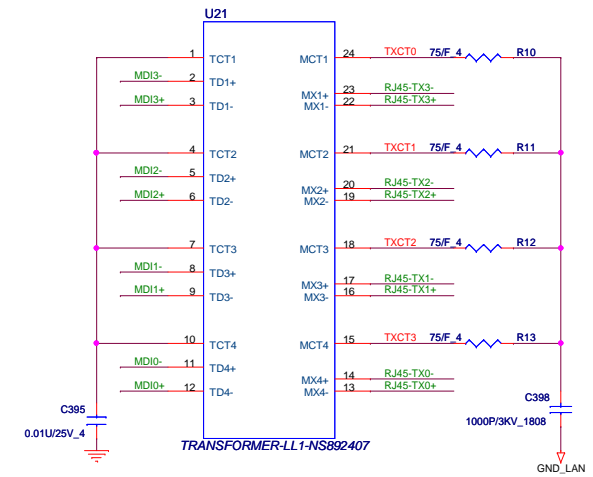 U21
1 TCT1 MCT1 24 TXCT0 75/F_4 R10
MDI3- 2 TD1+ MX1+ 23 RJ45-TX3-
MDI3+ 3 TD1- MX1- 22 RJ45-TX3+
4 TCT2 MCT2 21 TXCT1 75/F_4 R11
MDI2- 5 TD2+ MX2+ 20 RJ45-TX2-
MDI2+ 6 TD2- MX2- 19 RJ45-TX2+
7 TCT3 MCT3 18 TXCT2 75/F_4 R12
MDI1- 8 TD3+ MX3+ 17 RJ45-TX1-
MDI1+ 9 TD3- MX3- 16 RJ45-TX1+
10 TCT4 MCT4 15 TXCT3 75/F_4 R13
MDI0- 11 TD4+ MX4+ 14 RJ45-TX0-
MDI0+ 12 TD4- MX4- 13 RJ45-TX0+
C395 C398
0.01U/25V_4 1000P/3KV_1808
TRANSFORMER-LL1-NS892407
GND_LAN